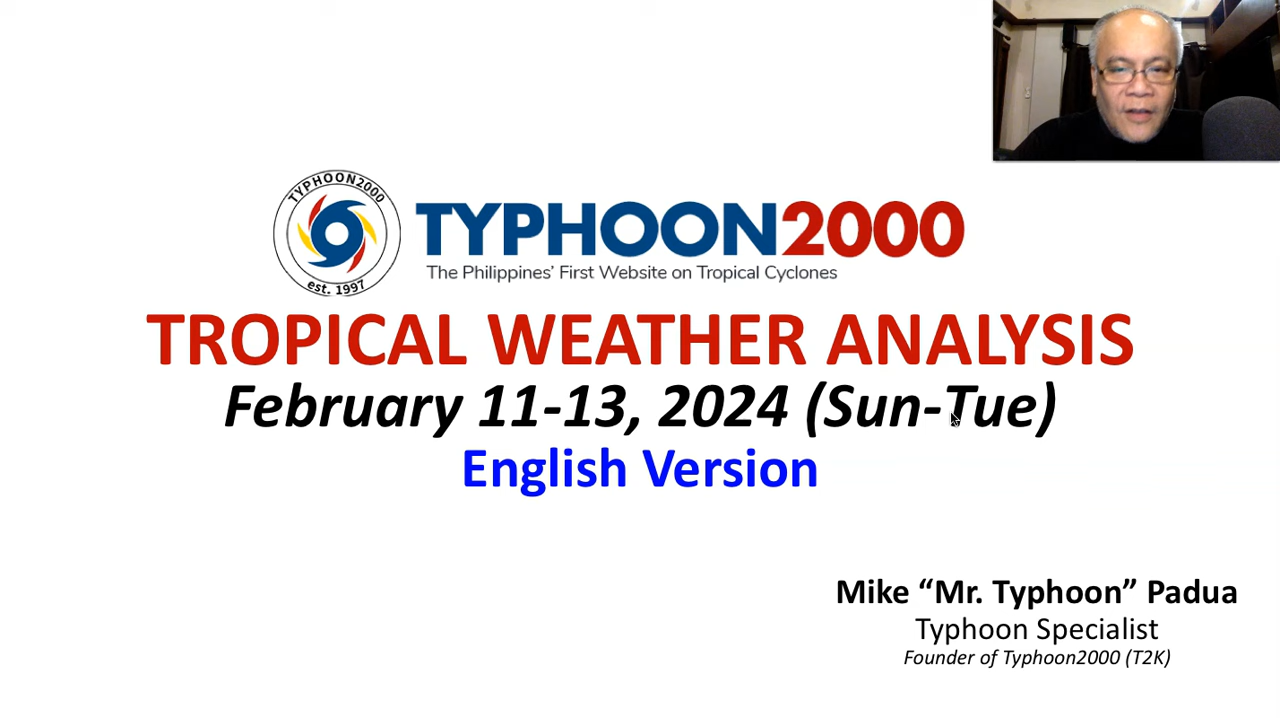 TYPHOON2000
est. 1997
TYPHOON2000
The Philippines' First Website on Tropical Cyclones
TROPICAL WEATHER ANALYSIS
February 11-13, 2024 (Sun-Tue)
English Version
Mike “Mr. Typhoon” Padua
Typhoon Specialist
Founder of Typhoon2000 (T2K)